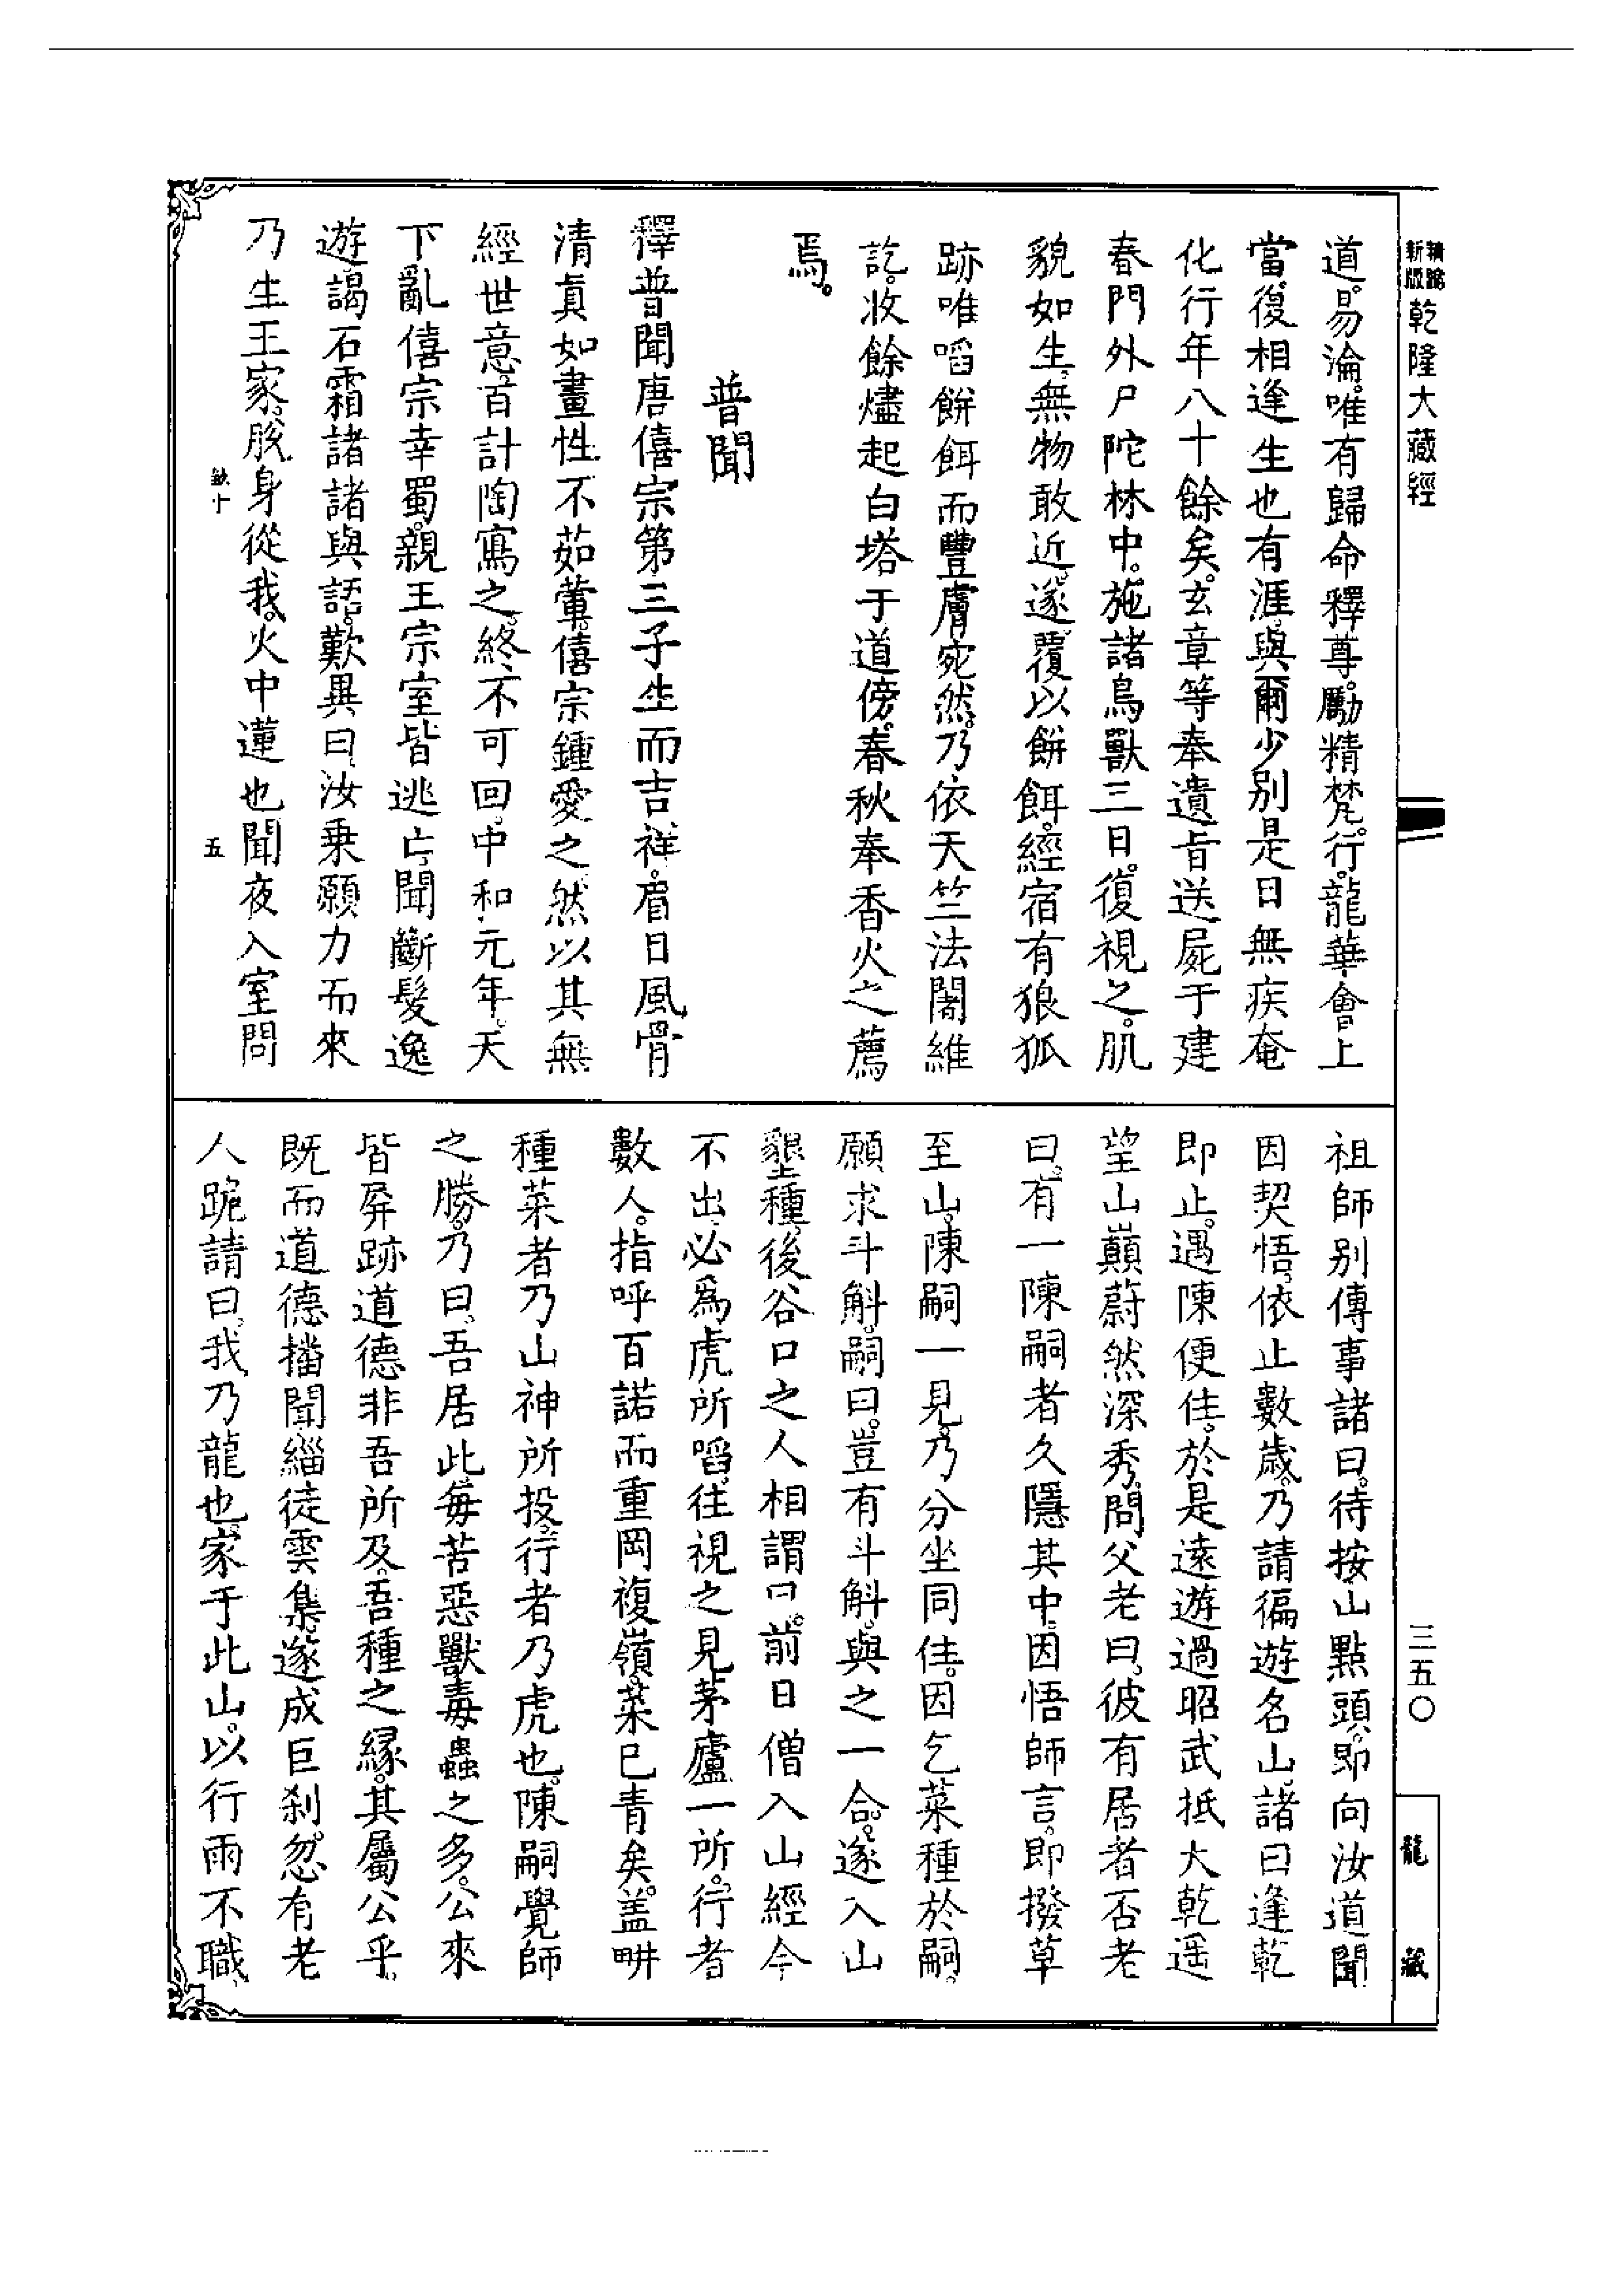 乾隆大藏經
道。易淪。唯有歸命釋尊。勵精梵行。龍華會上
當。復相逢生也有涯。與爾少別是日無疾奄
化行年八十餘矣。玄章等奉遺旨送屍于建
春門外尸陀林中。施諸鳥獸三日。復視之。肌
貌如生。無物敢近。遂覆以餅餌。經宿有狼狐
跡唯啗餅餌而豐膚宛然。乃依天竺法闍維
訖。收餘燼起白塔于道傍。春秋奉香火之薦
焉。
普聞
釋普聞唐僖宗第三子生而吉祥。眉目風骨
清真如畫性不茹葷。僖宗鍾愛之。然以其無
經世意。百計陶寫之。終不可回。中和元年。天
下亂僖宗幸蜀。親王宗室皆逃亡。聞斷髮逸
遊謁石霜諸諸與語。歎異曰。汝乘願力而來
乃生王家。脫身從我。火中蓮也聞夜入室問
五
祖師別傳事諸曰。待按山點頭。即向汝道聞
因契悟。依止數歲。乃請徧遊名山。諸曰逢乾
即止。遇陳便住。於是遠遊過昭武抵大乾遥
望山巔蔚然深秀。問父老曰。彼有居者否老
曰。有一陳嗣者久隱其中。因悟師言。即撥草
至山。陳嗣一見。乃分坐同住。因乞菜種於嗣。
願求斗斛。嗣曰。豈有斗斛。與之一合。遂入山
墾種。後谷口之人相謂曰。前日僧入山經今
不出必爲虎所啗。往視之見茅廬一所。行者
數人。指呼百諾而重岡複嶺。菜已青矣。盖畊
種菜者乃山神所投。行者乃虎也。陳嗣覺師
之勝。乃曰。吾居此每苦惡獸毒蟲之多。公來
皆屏跡道德非吾所及。吾種之緣。其屬公乎。
既而道德播聞。緇徒雲集。遂成巨刹。忽有老
人跪請曰。我乃龍也。家于此山。以行雨不職。
三五〇
龍藏